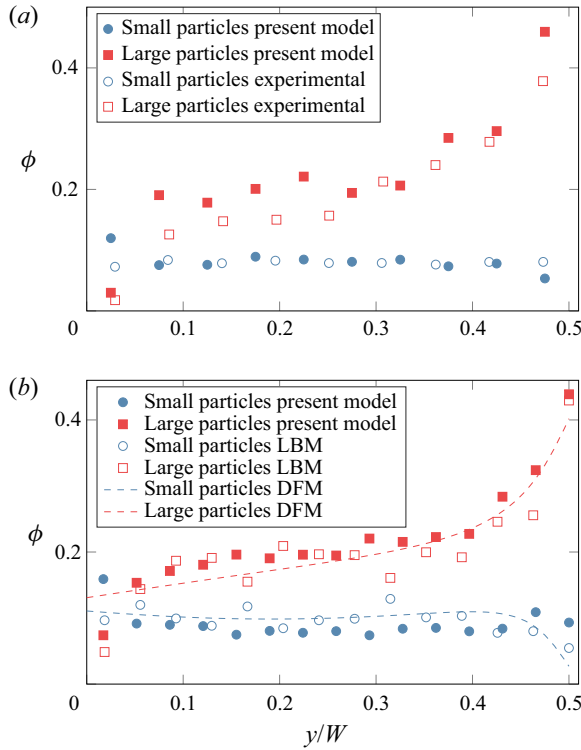 (a)
Small particles present model
Large particles present model
Small particles experimental
Large particles experimental
0.4
ϕ
0.2
0 0.1 0.2 0.3 0.4 0.5
(b)
Small particles present model
Large particles present model
Small particles LBM
Large particles LBM
Small particles DFM
Large particles DFM
0.4
ϕ
0.2
0 0.1 0.2 0.3 0.4 0.5
y/W